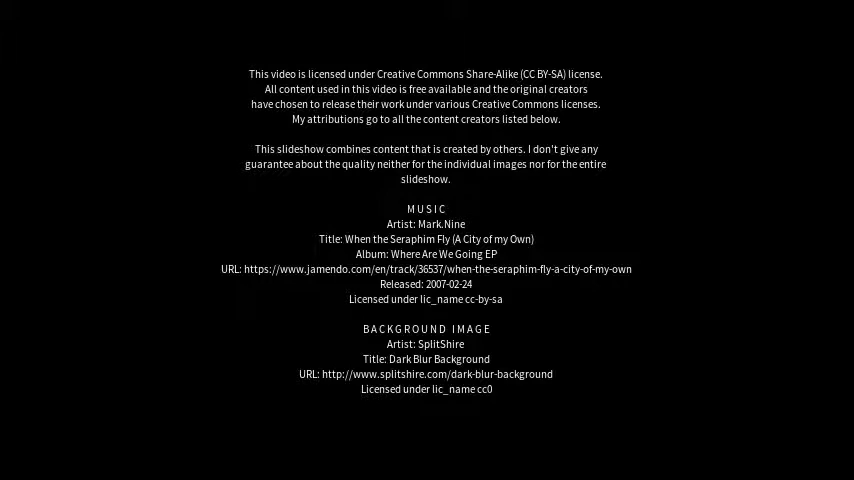 This video is licensed under Creative Commons Share-Alike (CC BY-SA) license.
All content used in this video is free available and the original creators
have chosen to release their work under various Creative Commons licenses.
My attributions go to all the content creators listed below.
This slideshow combines content that is created by others. I don't give any
guarantee about the quality neither for the individual images nor for the entire
slideshow.
MUSIC
Artist: Mark.Nine
Title: When the Seraphim Fly (A City of my Own)
Album: Where Are We Going EP
URL: https://www.jamendo.com/en/track/36537/when-the-seraphim-fly-a-city-of-my-own
Released: 2007-02-24
Licensed under lic_name cc-by-sa
BACKGROUND IMAGE
Artist: SplitShire
Title: Dark Blur Background
URL: http://www.splitshire.com/dark-blur-background
Licensed under lic_name cc0